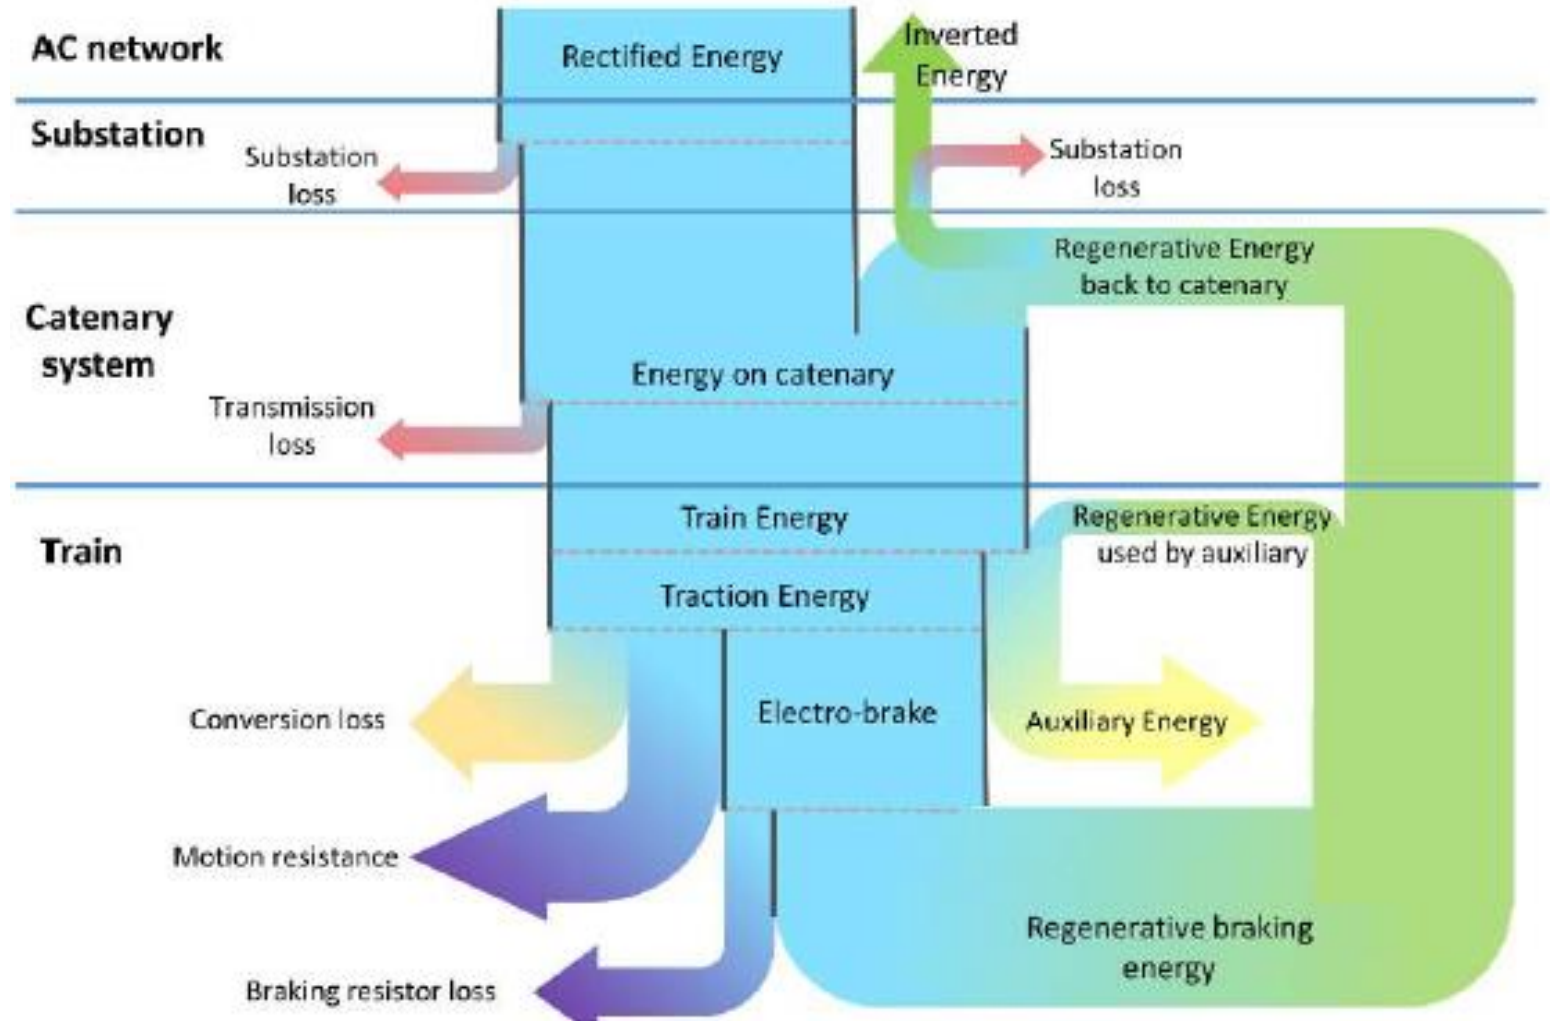 AC network
Rectified Energy
Inverted
Energy
Substation
Substation
loss
Substation
loss
Regenerative Energy
back to catenary
Catenary
system
Energy on catenary
Transmission
loss
Train Energy
Regenerative Energy
used by auxiliary
Train
Traction Energy
Conversion loss
Electro-brake
Auxiliary Energy
Motion resistance
Regenerative braking
energy
Braking resistor loss